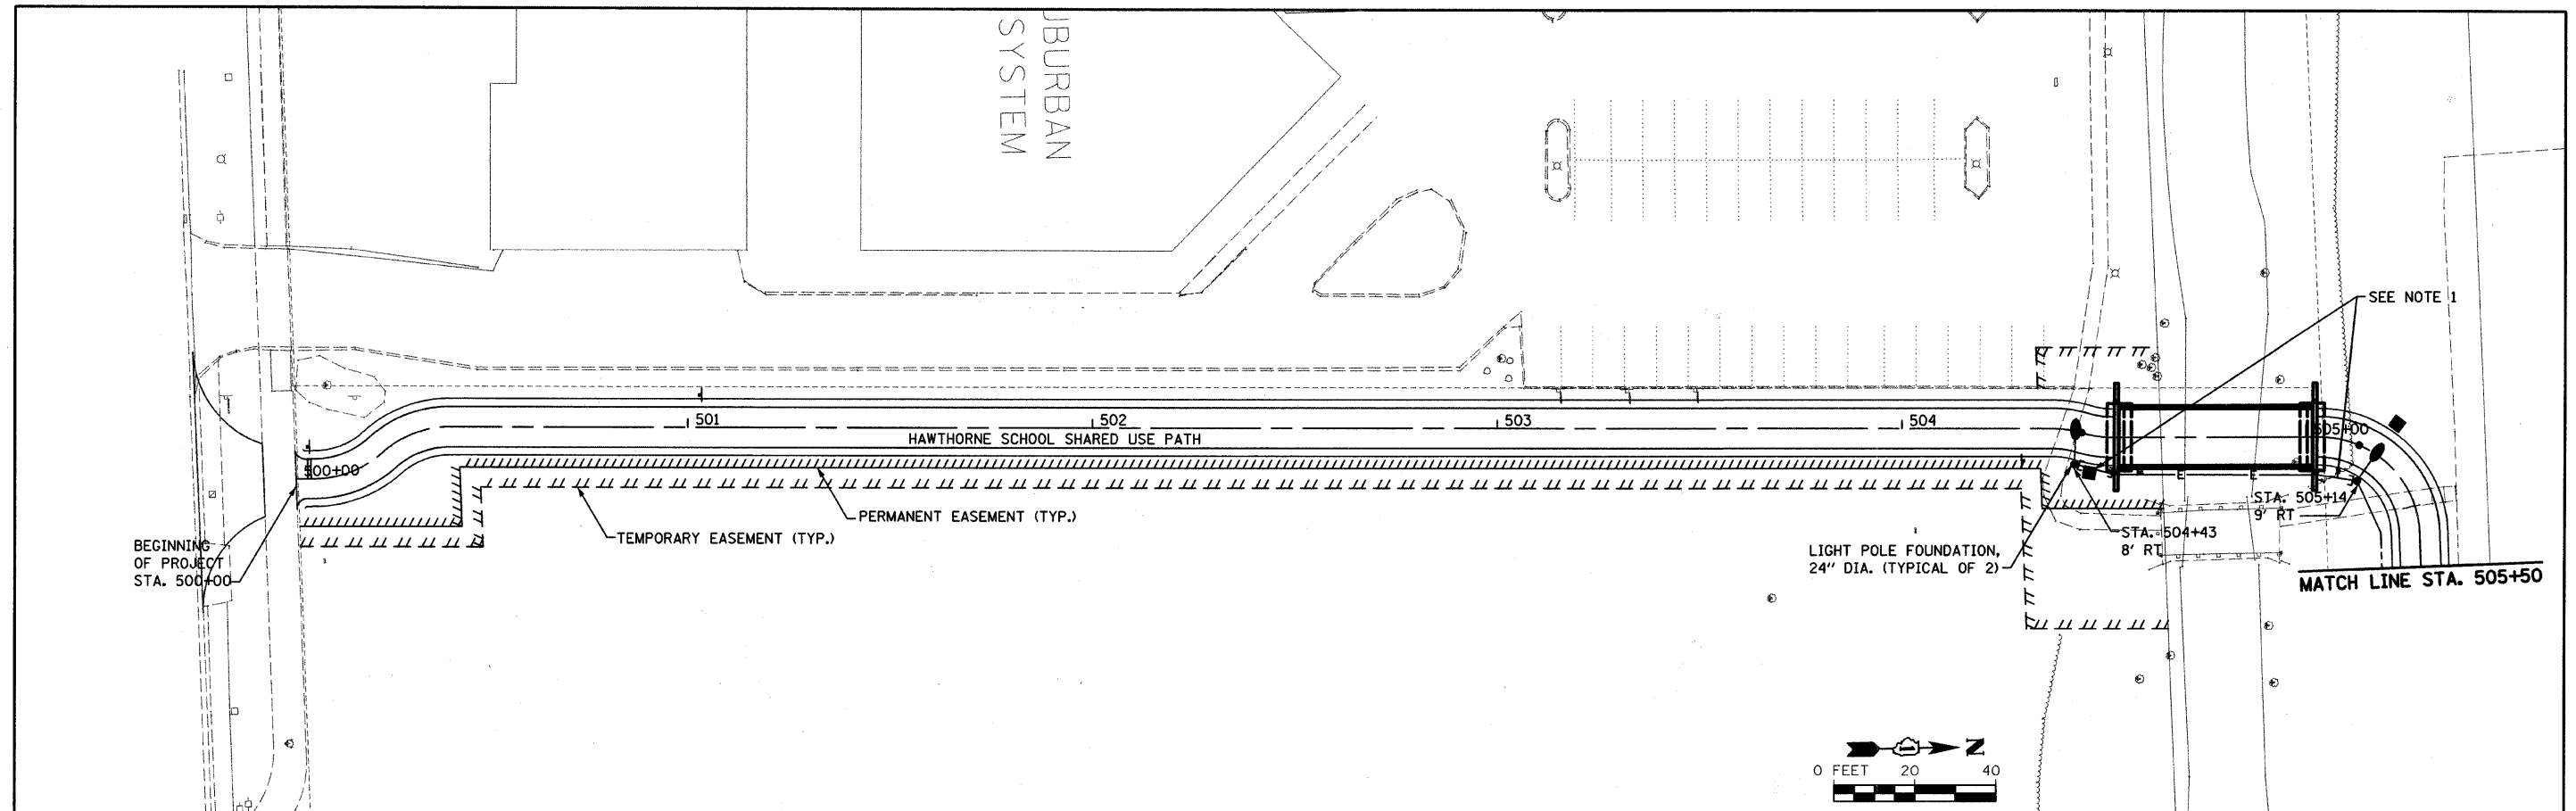 UBURBAN
SYSTEM
SEE NOTE 1
501
502
503
504
505+00
HAWTHORNE SCHOOL SHARED USE PATH
500+00
E
E
STA. 505+14
9' RT
PERMANENT EASEMENT (TYP.)
TEMPORARY EASEMENT (TYP.)
STA. 504+43
8' RT
BEGINNING
OF PROJECT
STA. 500+00
LIGHT POLE FOUNDATION,
24" DIA. (TYPICAL OF 2)
MATCH LINE STA. 505+50
N
0 FEET 20 40